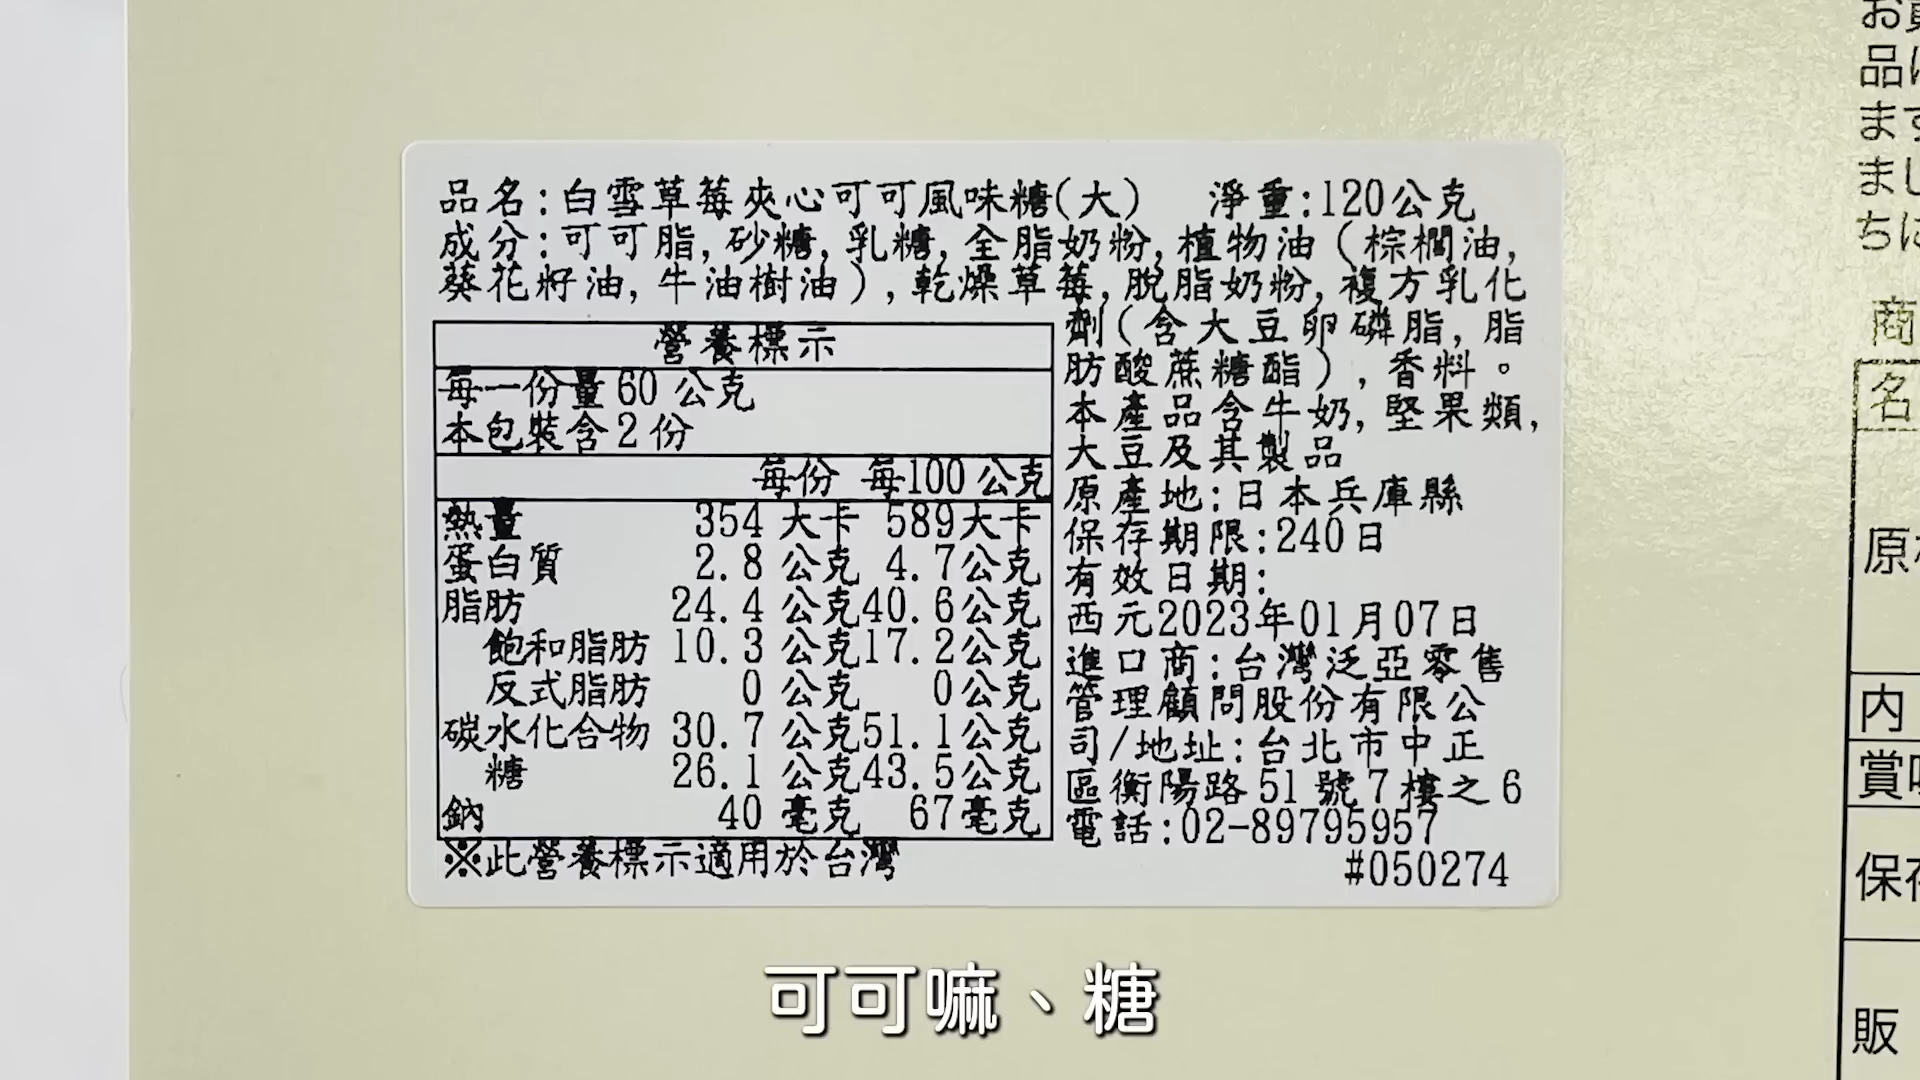 品名:白雪草莓夾心可可風味糖(大) 淨重:120公克
成分:可可脂,砂糖,乳糖,全脂奶粉,植物油(棕櫚油,
葵花籽油,牛油樹油),乾燥草莓,脫脂奶粉,複方乳化
劑(含大豆卵磷脂,脂
肪酸蔗糖酯),香料。
本產品含牛奶,堅果類,
大豆及其製品
原產地:日本兵庫縣
保存期限:240日
有效日期:
西元2023年01月07日
進口商:台灣泛亞零售
管理顧問股份有限公
司/地址:台北市中正
區衡陽路51號7樓之6
電話:02-89795957
#050274
營養標示
每一份量60公克
本包裝含2份
每份 每100公克
熱量 354 大卡 589大卡
蛋白質 2.8 公克 4.7公克
脂肪 24.4 公克 40.6公克
飽和脂肪 10.3 公克 17.2公克
反式脂肪 0 公克 0公克
碳水化合物 30.7 公克 51.1公克
糖 26.1 公克 43.5公克
鈉 40 毫克 67毫克
※此營養標示適用於台灣
お
品に
ます
まし
ちに
商
名
原
内
賞
保存
販
可可嘛、糖